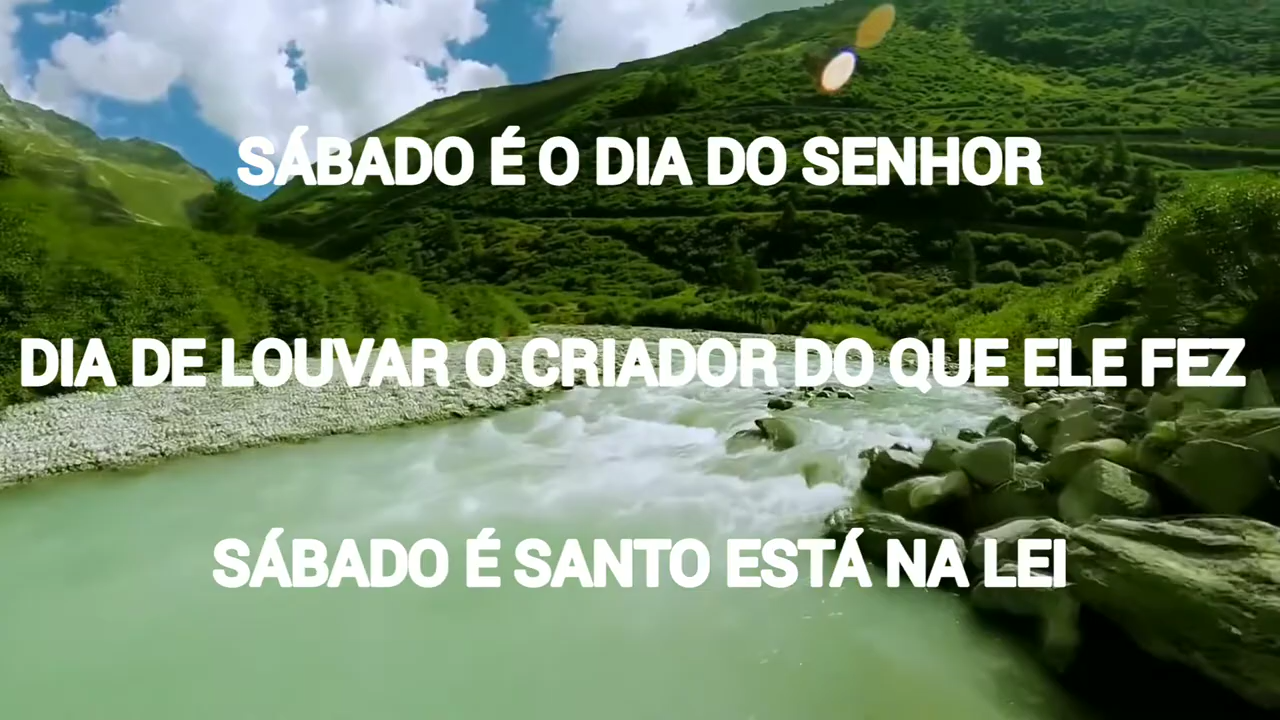 SÁBADO É O DIA DO SENHOR
DIA DE LOUVAR O CRIADOR DO QUE ELE FEZ
SÁBADO É SANTO ESTÁ NA LEI